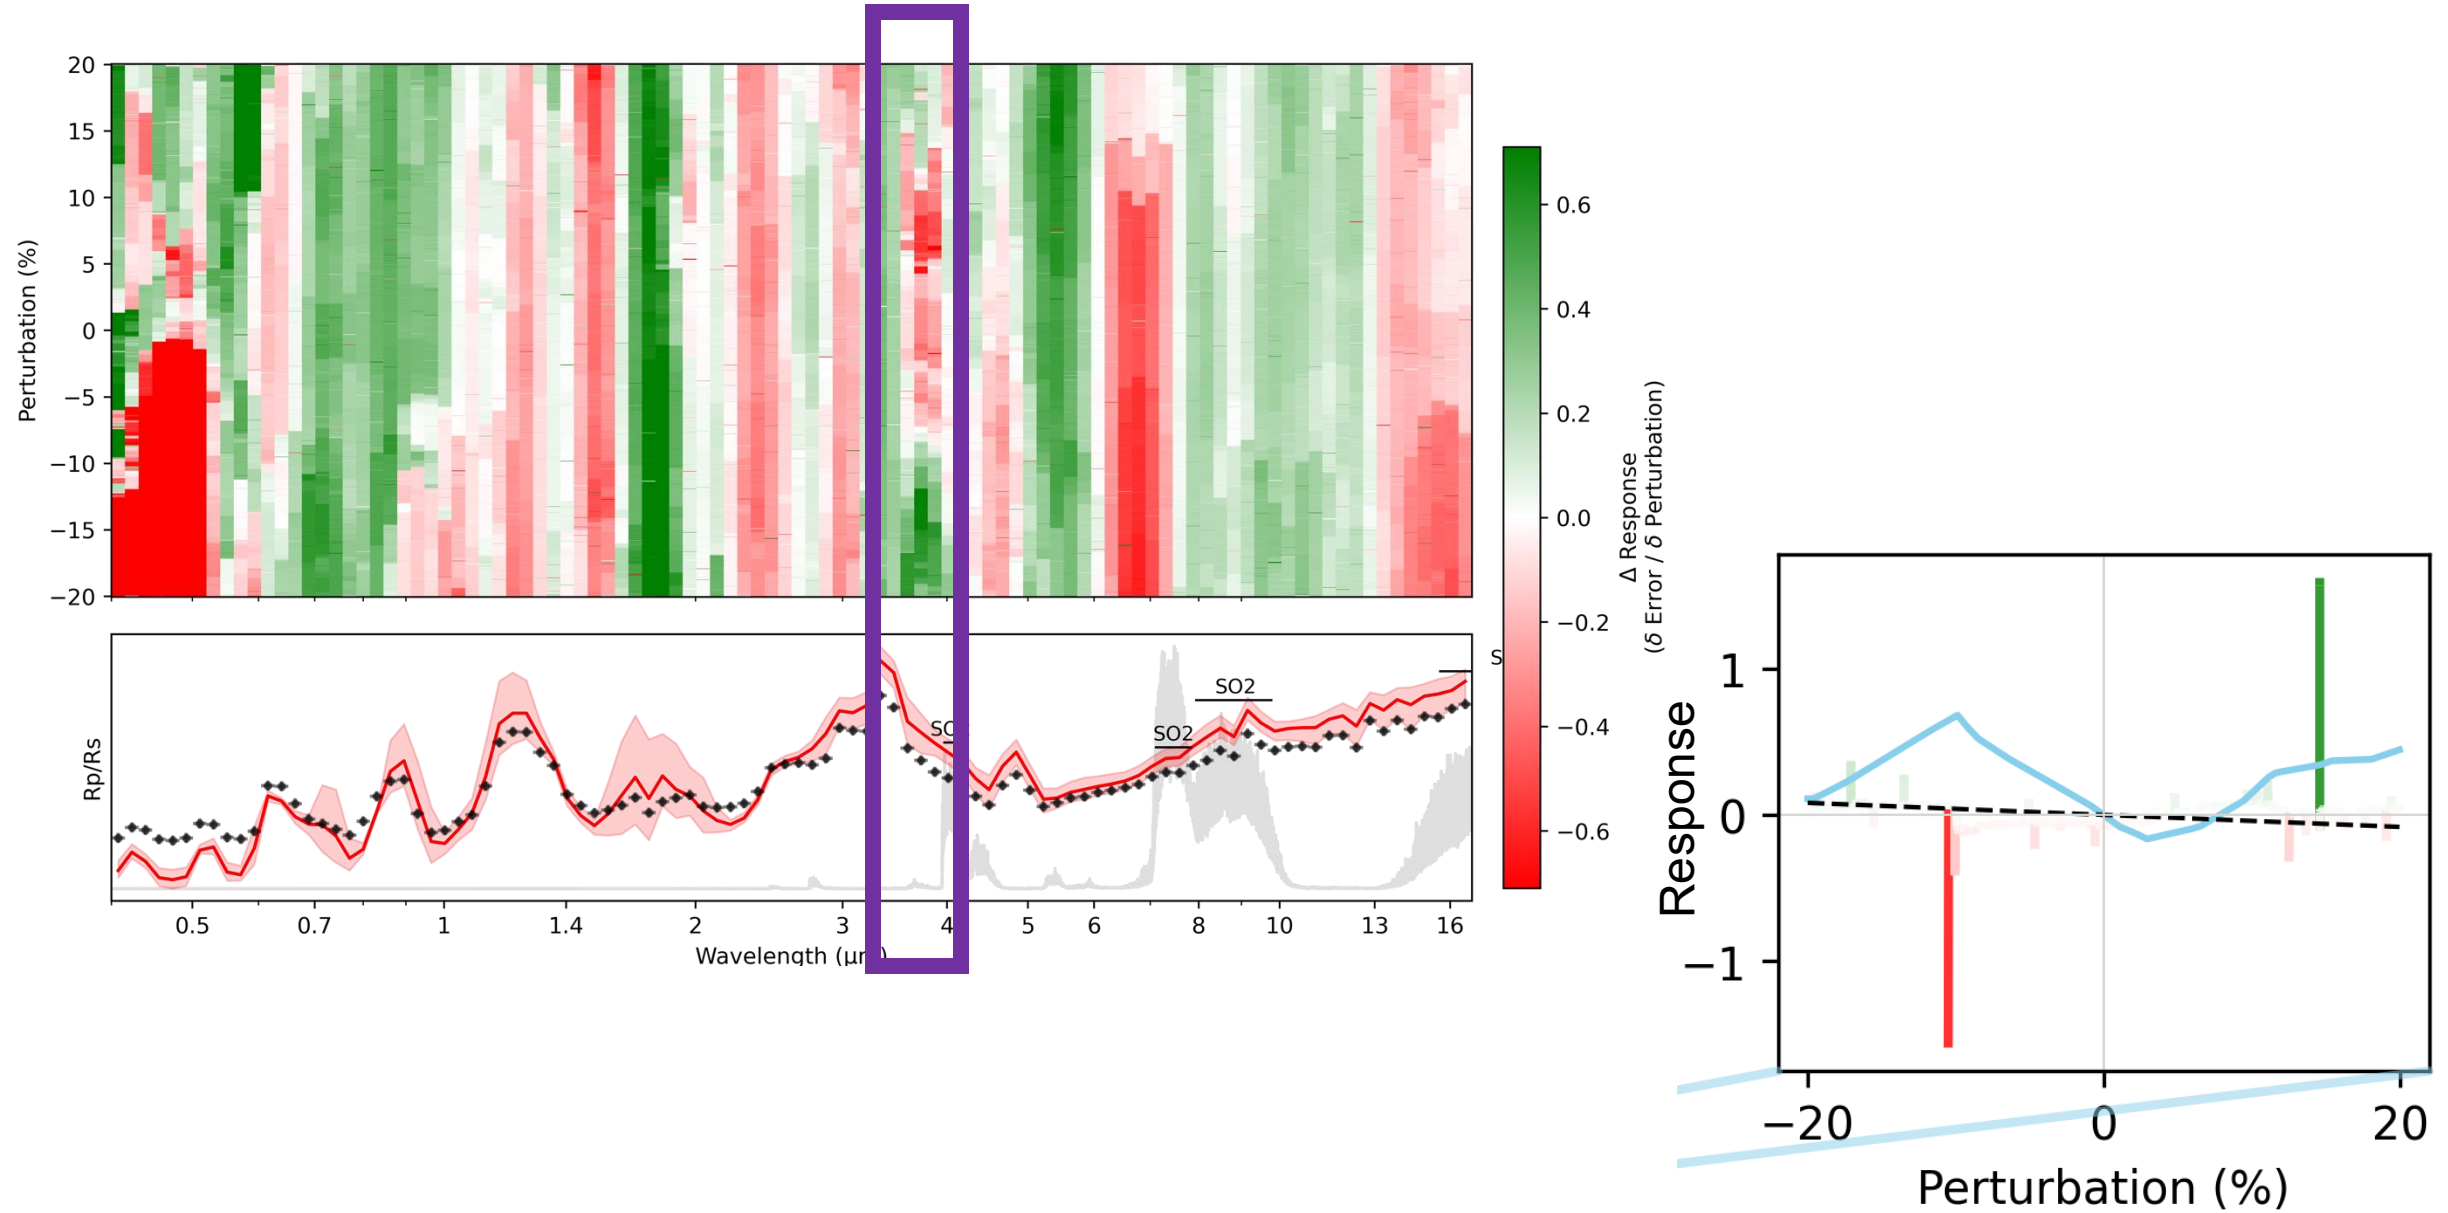 20
15
10
5
0
−5
−10
−15
−20
Perturbation (%)
0.6
0.4
0.2
0.0
−0.2
−0.4
−0.6
Δ Response
(δ Error / δ Perturbation)
Rp/Rs
SO2
SO2
S
0.5 0.7 1 1.4 2 3 4 5 6 8 10 13 16
Wavelength
1
0
−1
Response
−20 0 20
Perturbation (%)